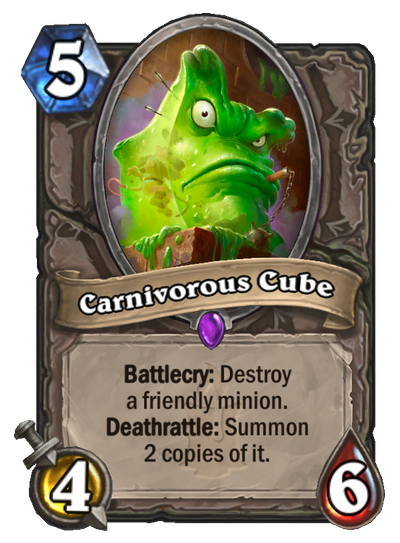 5
Carnivorous Cube
Battlecry: Destroy
a friendly minion.
Deathrattle: Summon
2 copies of it.
4
6